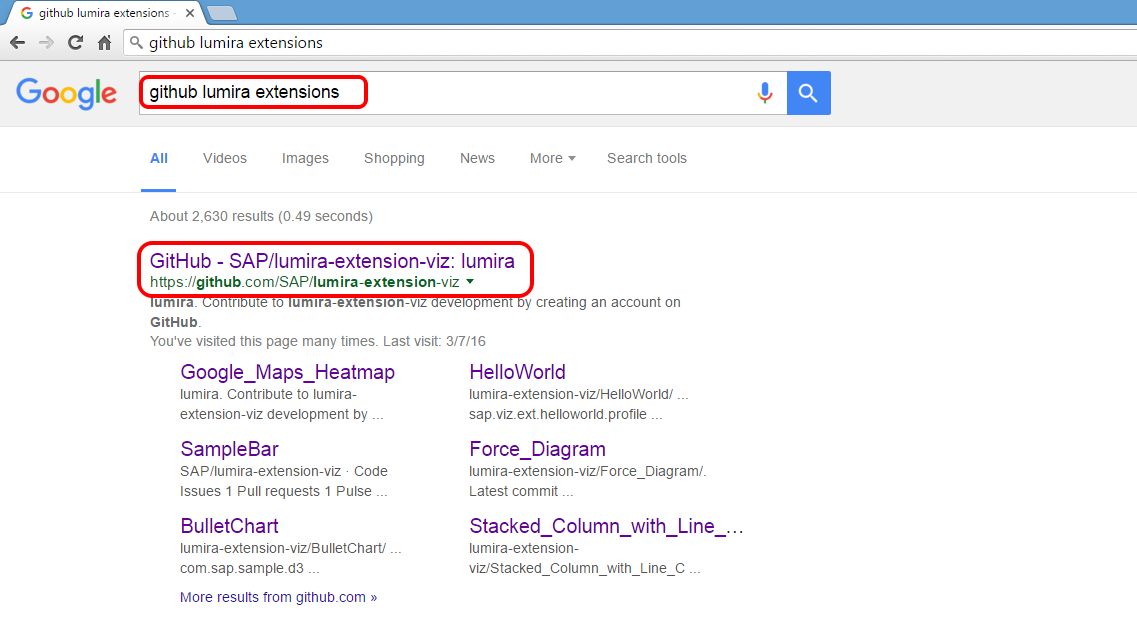 github lumira extensions
github lumira extensions
Google
github lumira extensions
All Videos Images Shopping News More Search tools
About 2,630 results (0.49 seconds)
GitHub - SAP/lumira-extension-viz: lumira
https://github.com/SAP/lumira-extension-viz
lumira. Contribute to lumira-extension-viz development by creating an account on
GitHub.
You've visited this page many times. Last visit: 3/7/16
Google_Maps_Heatmap
lumira. Contribute to lumira-
extension-viz development by ...
HelloWorld
lumira-extension-viz/HelloWorld/ ...
sap.viz.ext.helloworld.profile ...
SampleBar
SAP/lumira-extension-viz · Code
Issues 1 Pull requests 1 Pulse ...
Force_Diagram
lumira-extension-viz/Force_Diagram/.
Latest commit ...
BulletChart
lumira-extension-viz/BulletChart/ ...
com.sap.sample.d3 ...
Stacked_Column_with_Line_...
lumira-extension-
viz/Stacked_Column_with_Line_C ...
More results from github.com »